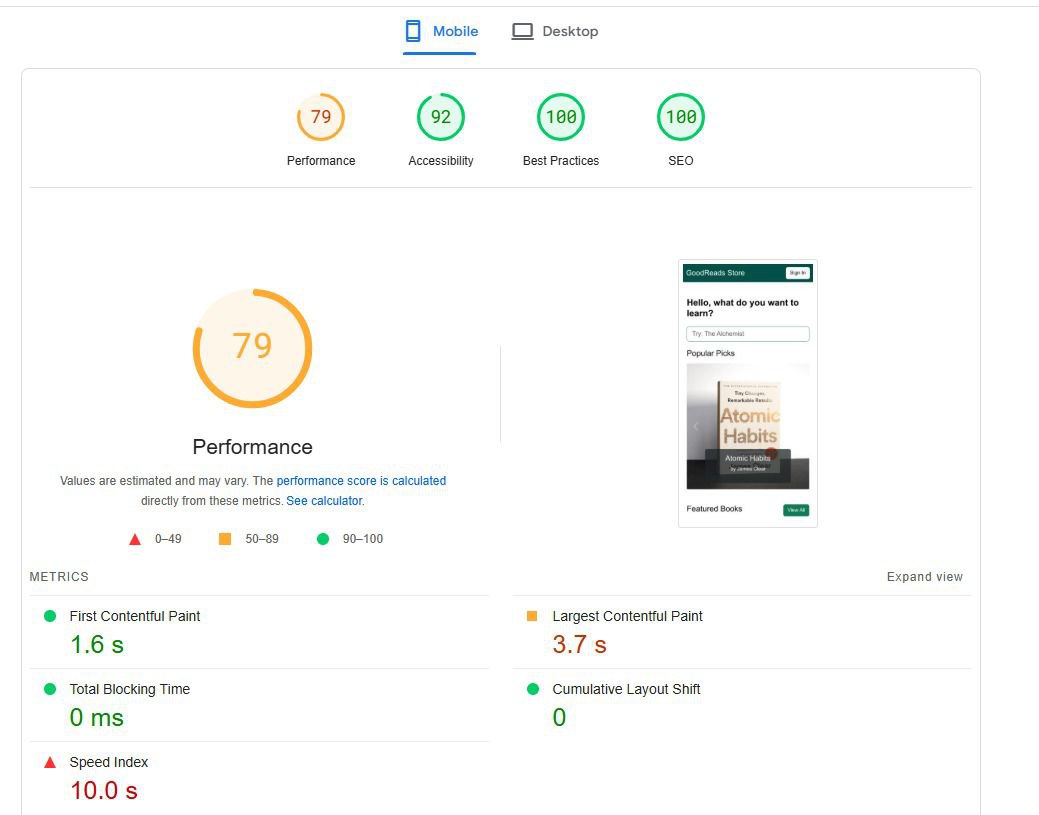 Mobile
Desktop
79
92
100
100
Performance
Accessibility
Best Practices
SEO
79
Performance
Values are estimated and may vary. The performance score is calculated
directly from these metrics. See calculator.
0–49
50–89
90–100
GoodReads Store
Sign In
Hello, what do you want to
learn?
Try, The Alchemist
Popular Picks
Tiny Changes,
Remarkable Results
Atomic
Habits
Atomic Habits
by James Clear
Featured Books
View All
METRICS
Expand view
First Contentful Paint
1.6 s
Largest Contentful Paint
3.7 s
Total Blocking Time
0 ms
Cumulative Layout Shift
0
Speed Index
10.0 s